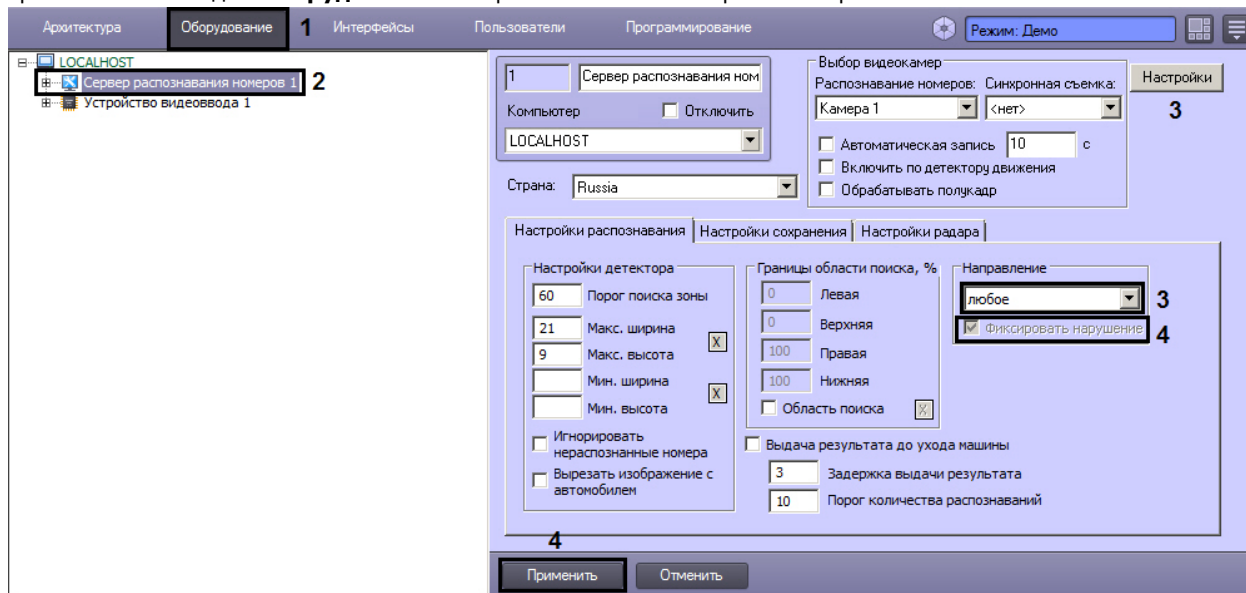 Архитектура Оборудование 1 Интерфейсы Пользователи Программирование Режим: Демо
LOCALHOST
Сервер распознавания номеров 1 2
Устройство видеоввода 1
1 Сервер распознавания ном
Компьютер Отключить
LOCALHOST
Страна: Russia
Выбор видеокамер
Распознавание номеров: Синхронная съемка:
Камера 1 <нет>
Автоматическая запись 10 с
Включить по детектору движения
Обрабатывать полукадр
Настройки
3
Настройки распознавания Настройки сохранения Настройки радара
Настройки детектора
60 Порог поиска зоны
21 Макс. ширина
9 Макс. высота
X
Мин. ширина
Мин. высота
X
Игнорировать
нераспознанные номера
Вырезать изображение с
автомобилем
Границы области поиска, %
0 Левая
0 Верхняя
100 Правая
100 Нижняя
Область поиска X
Направление
любое 3
Фиксировать нарушение 4
Выдача результата до ухода машины
3 Задержка выдачи результата
10 Порог количества распознаваний
4
Применить Отменить